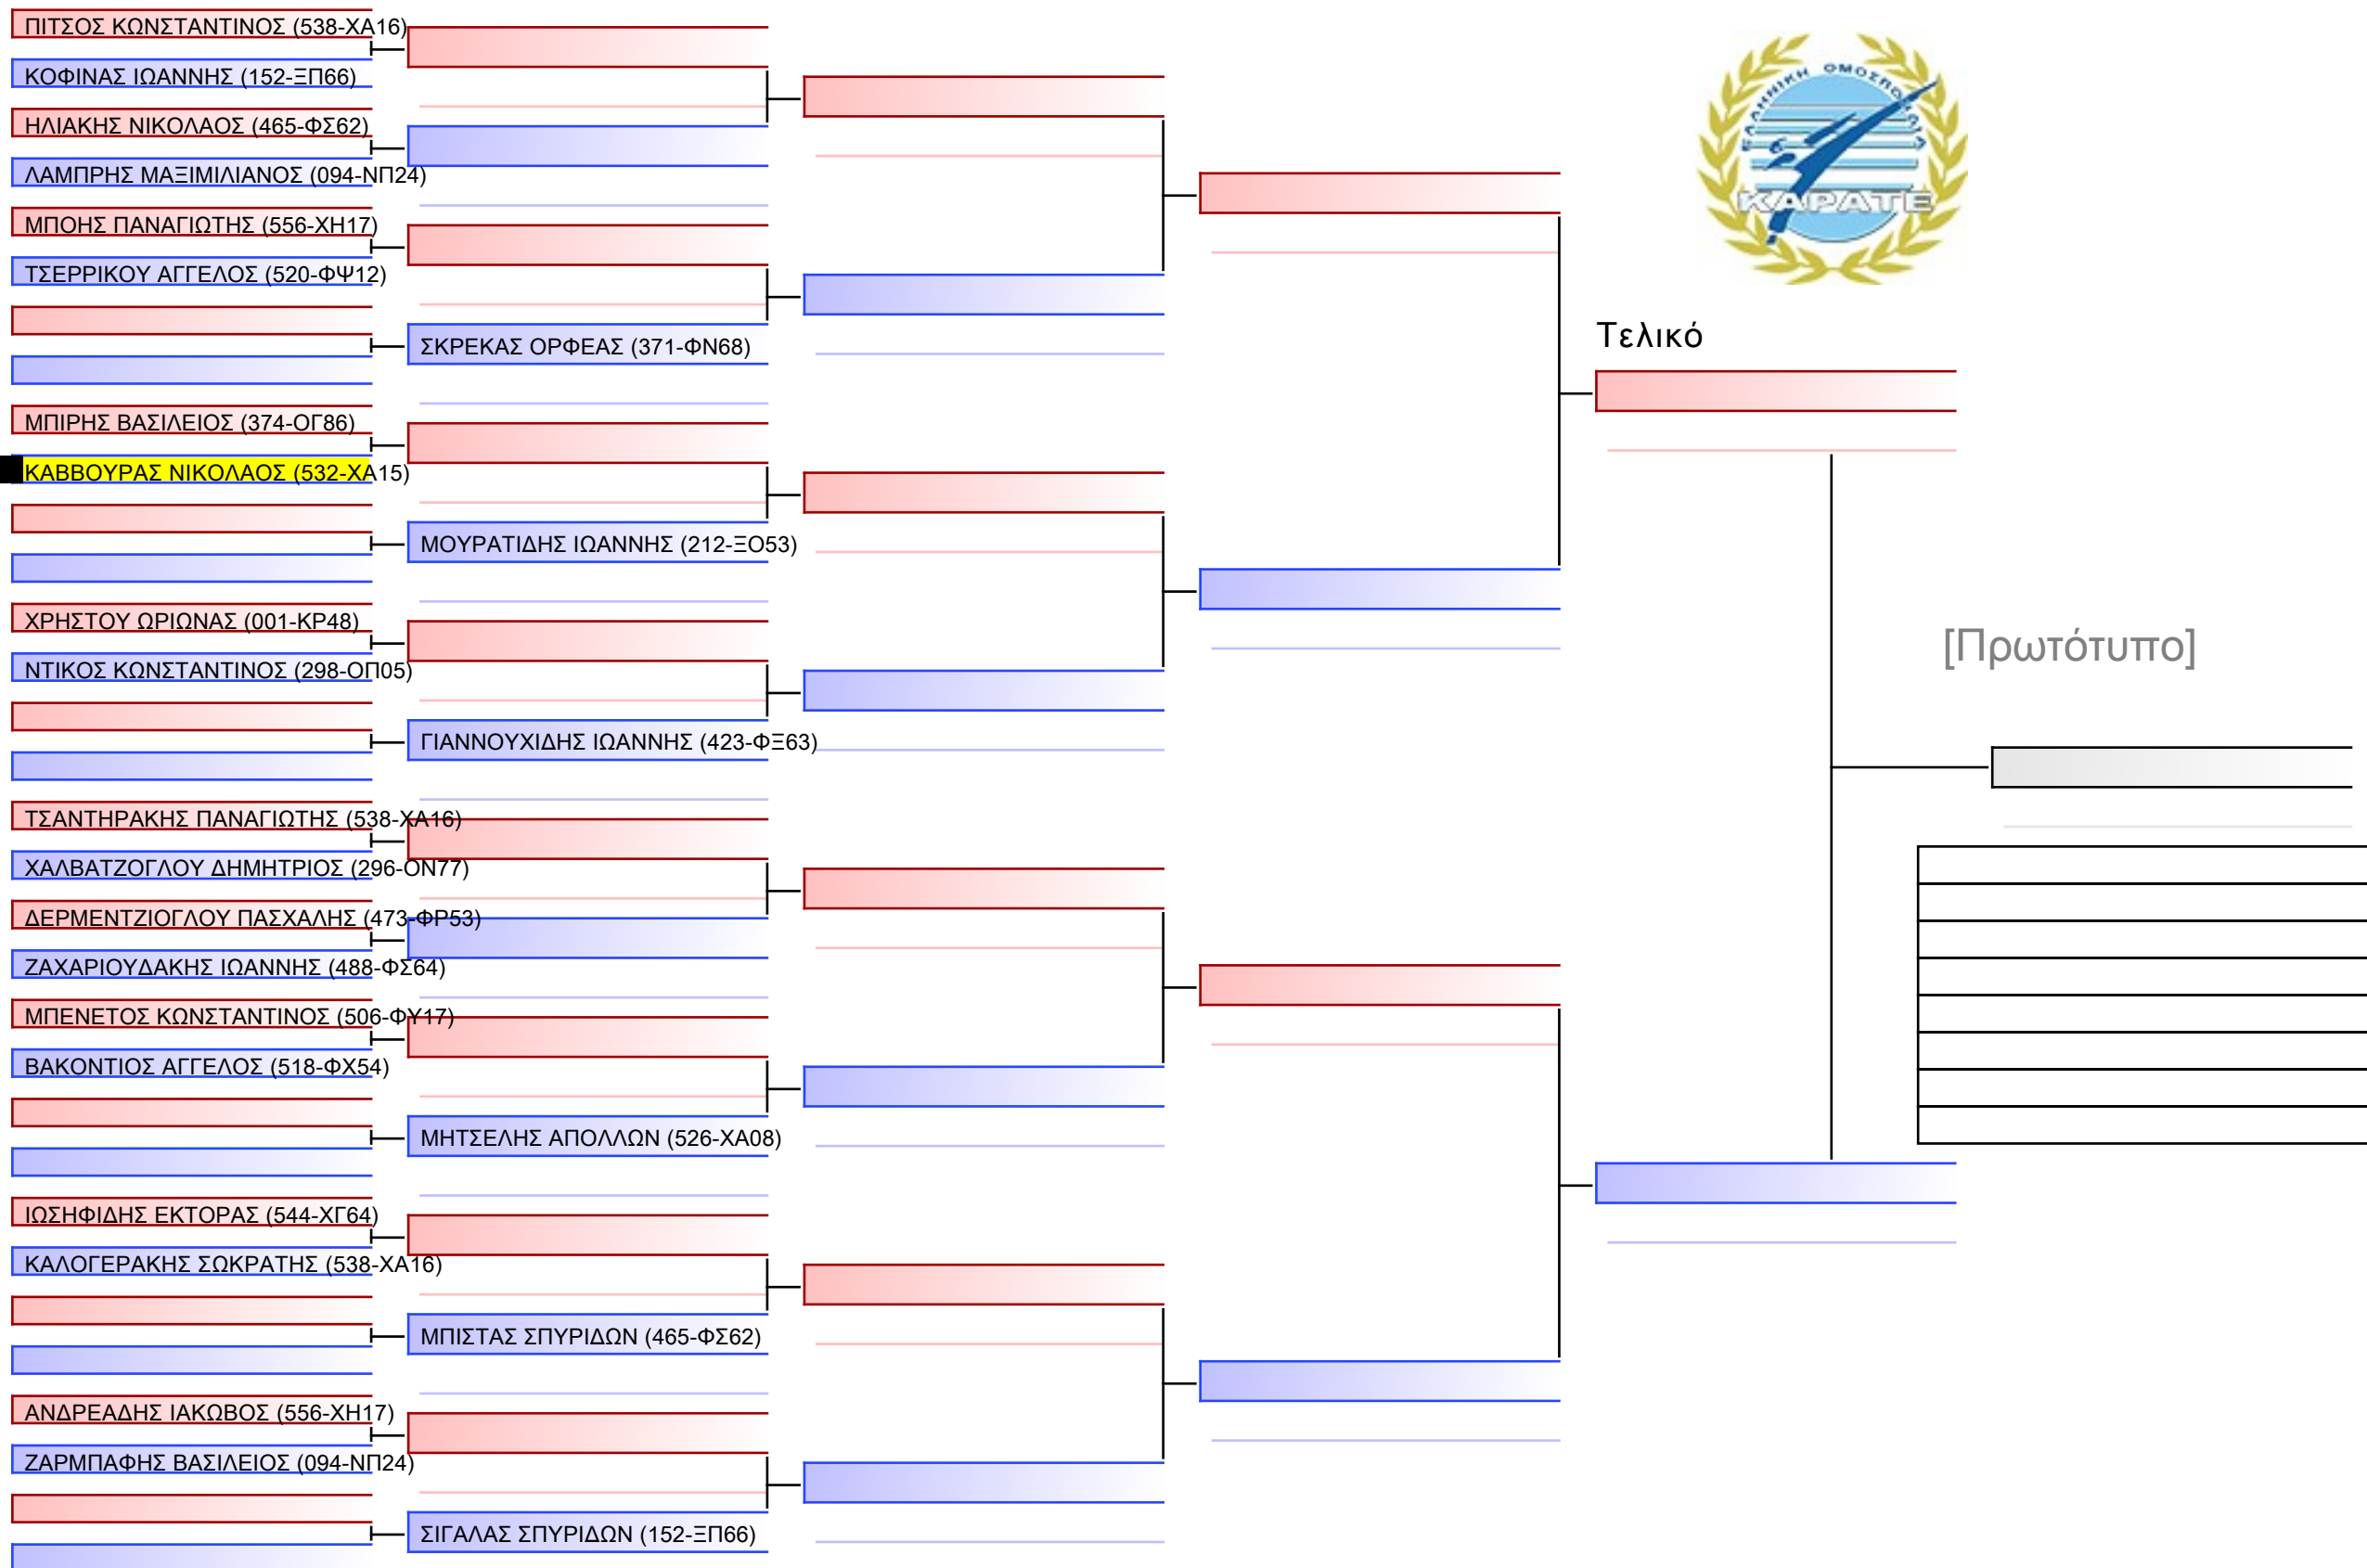 ΠΙΤΣΟΣ ΚΩΝΣΤΑΝΤΙΝΟΣ (538-ΧΑ16)
ΚΟΦΙΝΑΣ ΙΩΑΝΝΗΣ (152-ΞΠ66)
ΗΛΙΑΚΗΣ ΝΙΚΟΛΑΟΣ (465-ΦΣ62)
ΛΑΜΠΡΗΣ ΜΑΞΙΜΙΛΙΑΝΟΣ (094-ΝΠ24)
ΜΠΟΗΣ ΠΑΝΑΓΙΩΤΗΣ (556-ΧΗ17)
ΤΣΕΡΡΙΚΟΥ ΑΓΓΕΛΟΣ (520-ΦΨ12)
ΜΠΙΡΗΣ ΒΑΣΙΛΕΙΟΣ (374-ΟΓ86)
ΚΑΒΒΟΥΡΑΣ ΝΙΚΟΛΑΟΣ (532-ΧΑ15)
ΧΡΗΣΤΟΥ ΩΡΙΩΝΑΣ (001-ΚΡ48)
ΝΤΙΚΟΣ ΚΩΝΣΤΑΝΤΙΝΟΣ (298-ΟΠ05)
ΤΣΑΝΤΗΡΑΚΗΣ ΠΑΝΑΓΙΩΤΗΣ (538-ΧΑ16)
ΧΑΛΒΑΤΖΟΓΛΟΥ ΔΗΜΗΤΡΙΟΣ (296-ΟΝ77)
ΔΕΡΜΕΝΤΖΙΟΓΛΟΥ ΠΑΣΧΑΛΗΣ (473-ΦΡ53)
ΖΑΧΑΡΙΟΥΔΑΚΗΣ ΙΩΑΝΝΗΣ (488-ΦΣ64)
ΜΠΕΝΕΤΟΣ ΚΩΝΣΤΑΝΤΙΝΟΣ (506-ΦΥ17)
ΒΑΚΟΝΤΙΟΣ ΑΓΓΕΛΟΣ (518-ΦΧ54)
ΙΩΣΗΦΙΔΗΣ ΕΚΤΟΡΑΣ (544-ΧΓ64)
ΚΑΛΟΓΕΡΑΚΗΣ ΣΩΚΡΑΤΗΣ (538-ΧΑ16)
ΑΝΔΡΕΑΔΗΣ ΙΑΚΩΒΟΣ (556-ΧΗ17)
ΖΑΡΜΠΑΦΗΣ ΒΑΣΙΛΕΙΟΣ (094-ΝΠ24)
ΣΚΡΕΚΑΣ ΟΡΦΕΑΣ (371-ΦΝ68)
ΜΟΥΡΑΤΙΔΗΣ ΙΩΑΝΝΗΣ (212-ΞΟ53)
ΓΙΑΝΝΟΥΧΙΔΗΣ ΙΩΑΝΝΗΣ (423-ΦΞ63)
ΜΗΤΣΕΛΗΣ ΑΠΟΛΛΩΝ (526-ΧΑ08)
ΜΠΙΣΤΑΣ ΣΠΥΡΙΔΩΝ (465-ΦΣ62)
ΣΙΓΑΛΑΣ ΣΠΥΡΙΔΩΝ (152-ΞΠ66)
ΕΛΛΗΝΙΚΗ ΟΜΟΣΠΟΝΔΙΑ
ΚΑΡΑΤΕ
Τελικό
[Πρωτότυπο]